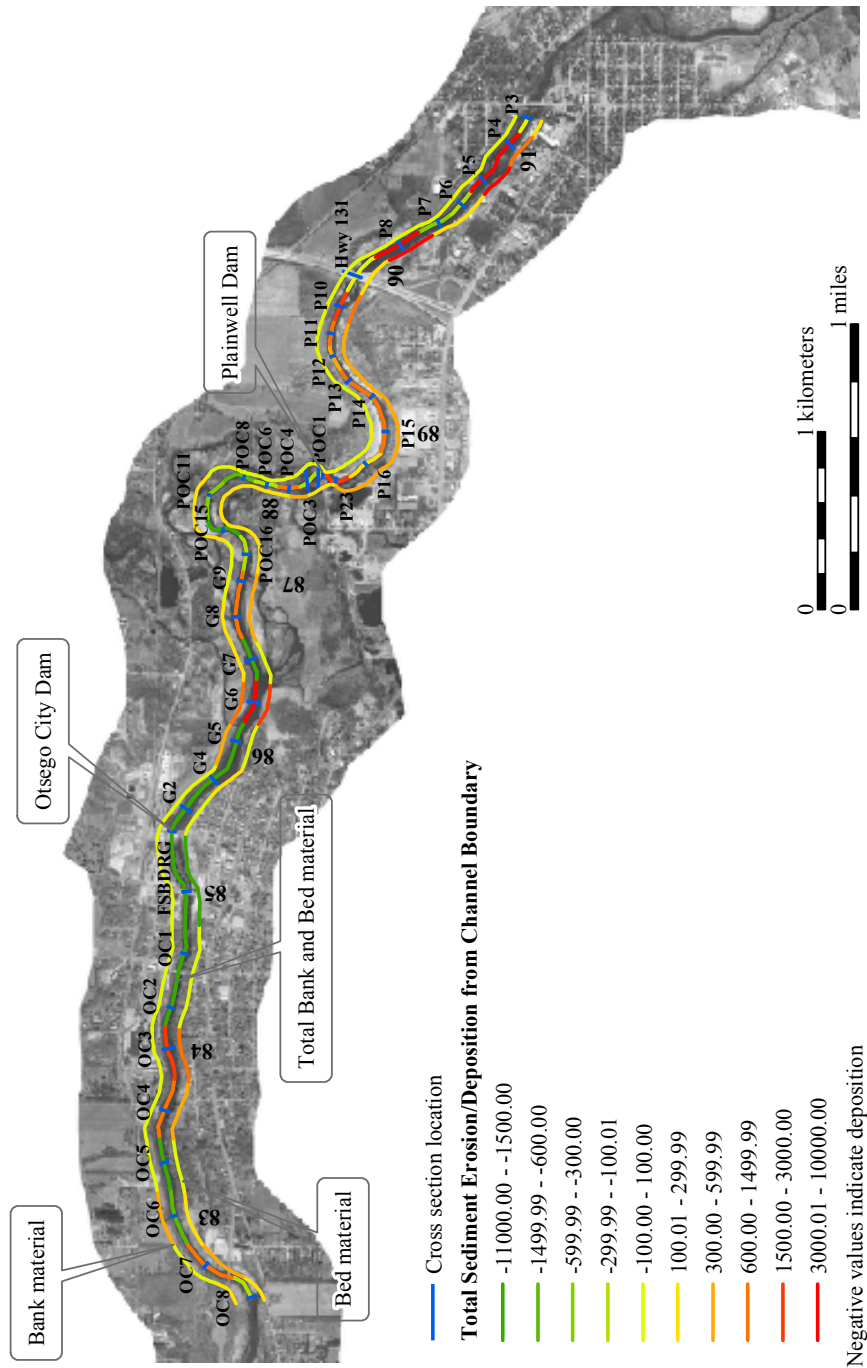 Bank material
OC8
OC7
OC6
OC5
OC4
OC3
OC2
OC1
FSBDRG
G2
G4
G5
G6
G7
G8
G9
POC16
POC15
POC11
POC8
POC6
POC4
POC3
POC1
P23
P16
P15
P14
P13
P12
P11
P10
Hwy 131
P8
P7
P6
P5
P4
P3
83
84
85
86
87
88
89
90
91
Otsego City Dam
Plainwell Dam
Bed material
Total Bank and Bed material
Cross section location
Total Sediment Erosion/Deposition from Channel Boundary
-11000.00 - -1500.00
-1499.99 - -600.00
-599.99 - -300.00
-299.99 - -100.01
-100.00 - 100.00
100.01 - 299.99
300.00 - 599.99
600.00 - 1499.99
1500.00 - 3000.00
3000.01 - 10000.00
Negative values indicate deposition
0 1 kilometers
0 1 miles